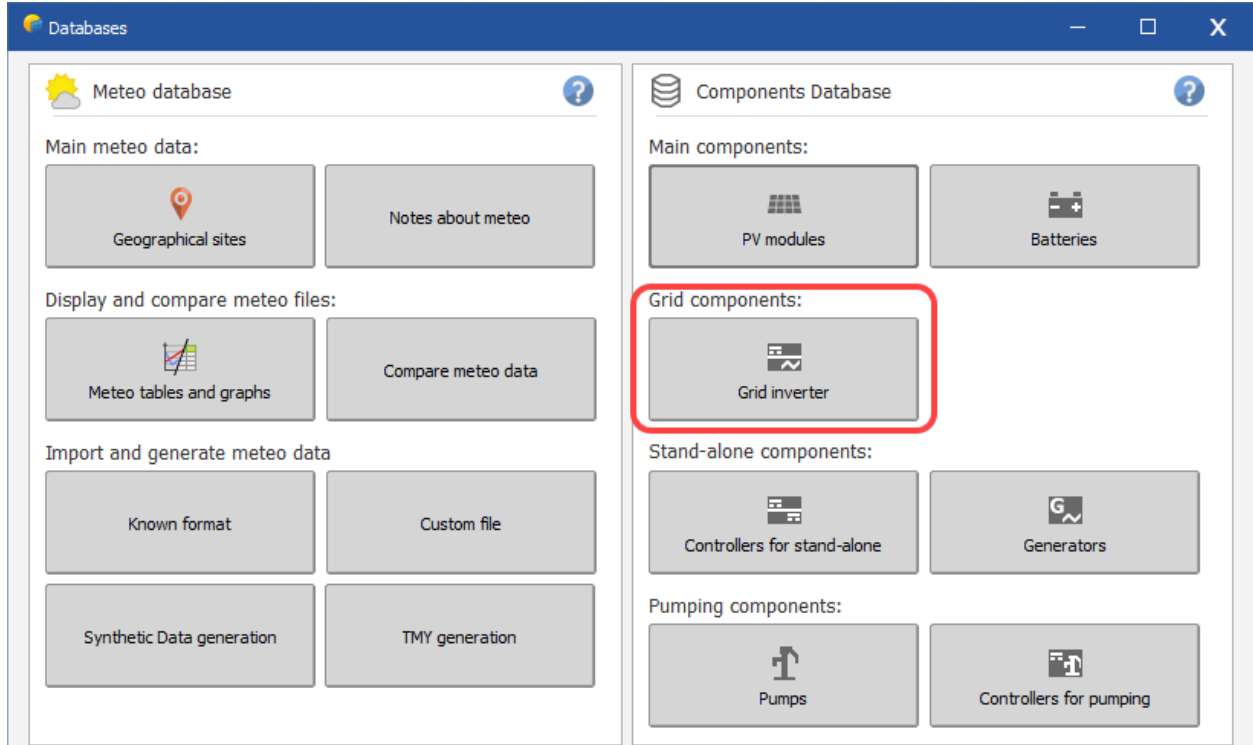 Databases
Meteo database
Main meteo data:
Geographical sites
Notes about meteo
Display and compare meteo files:
Meteo tables and graphs
Compare meteo data
Import and generate meteo data
Known format
Custom file
Synthetic Data generation
TMY generation
Components Database
Main components:
PV modules
Batteries
Grid components:
Grid inverter
Stand-alone components:
Controllers for stand-alone
G
Generators
Pumping components:
Pumps
Controllers for pumping